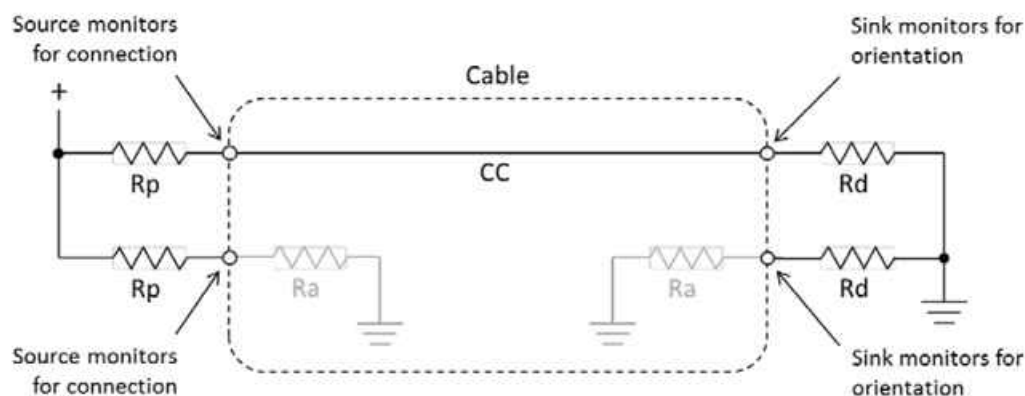 Source monitors
for connection
Sink monitors for
orientation
Cable
+
Rp
CC
Rd
Rp
Ra
Ra
Rd
Source monitors
for connection
Sink monitors for
orientation